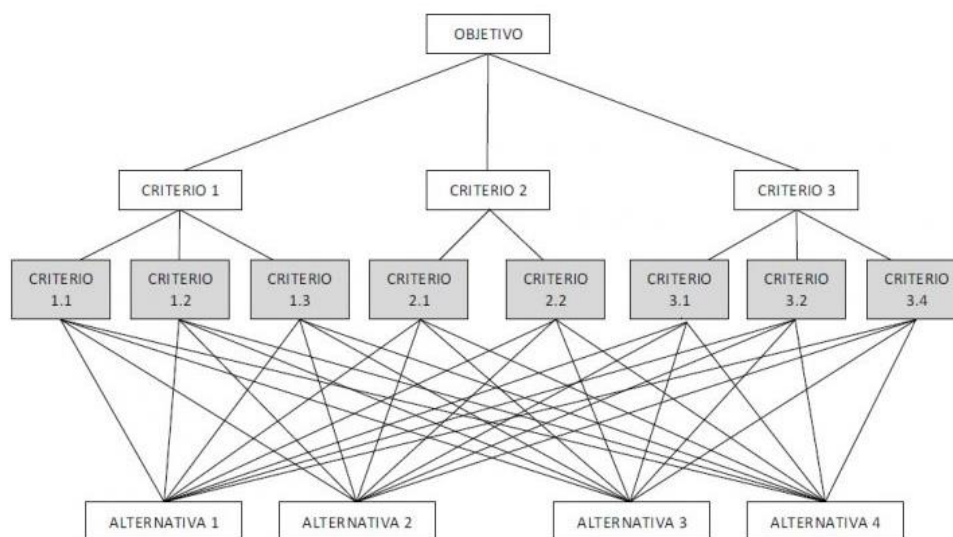 OBJETIVO
CRITERIO 1
CRITERIO 2
CRITERIO 3
CRITERIO
1.1
CRITERIO
1.2
CRITERIO
1.3
CRITERIO
2.1
CRITERIO
2.2
CRITERIO
3.1
CRITERIO
3.2
CRITERIO
3.4
ALTERNATIVA 1
ALTERNATIVA 2
ALTERNATIVA 3
ALTERNATIVA 4